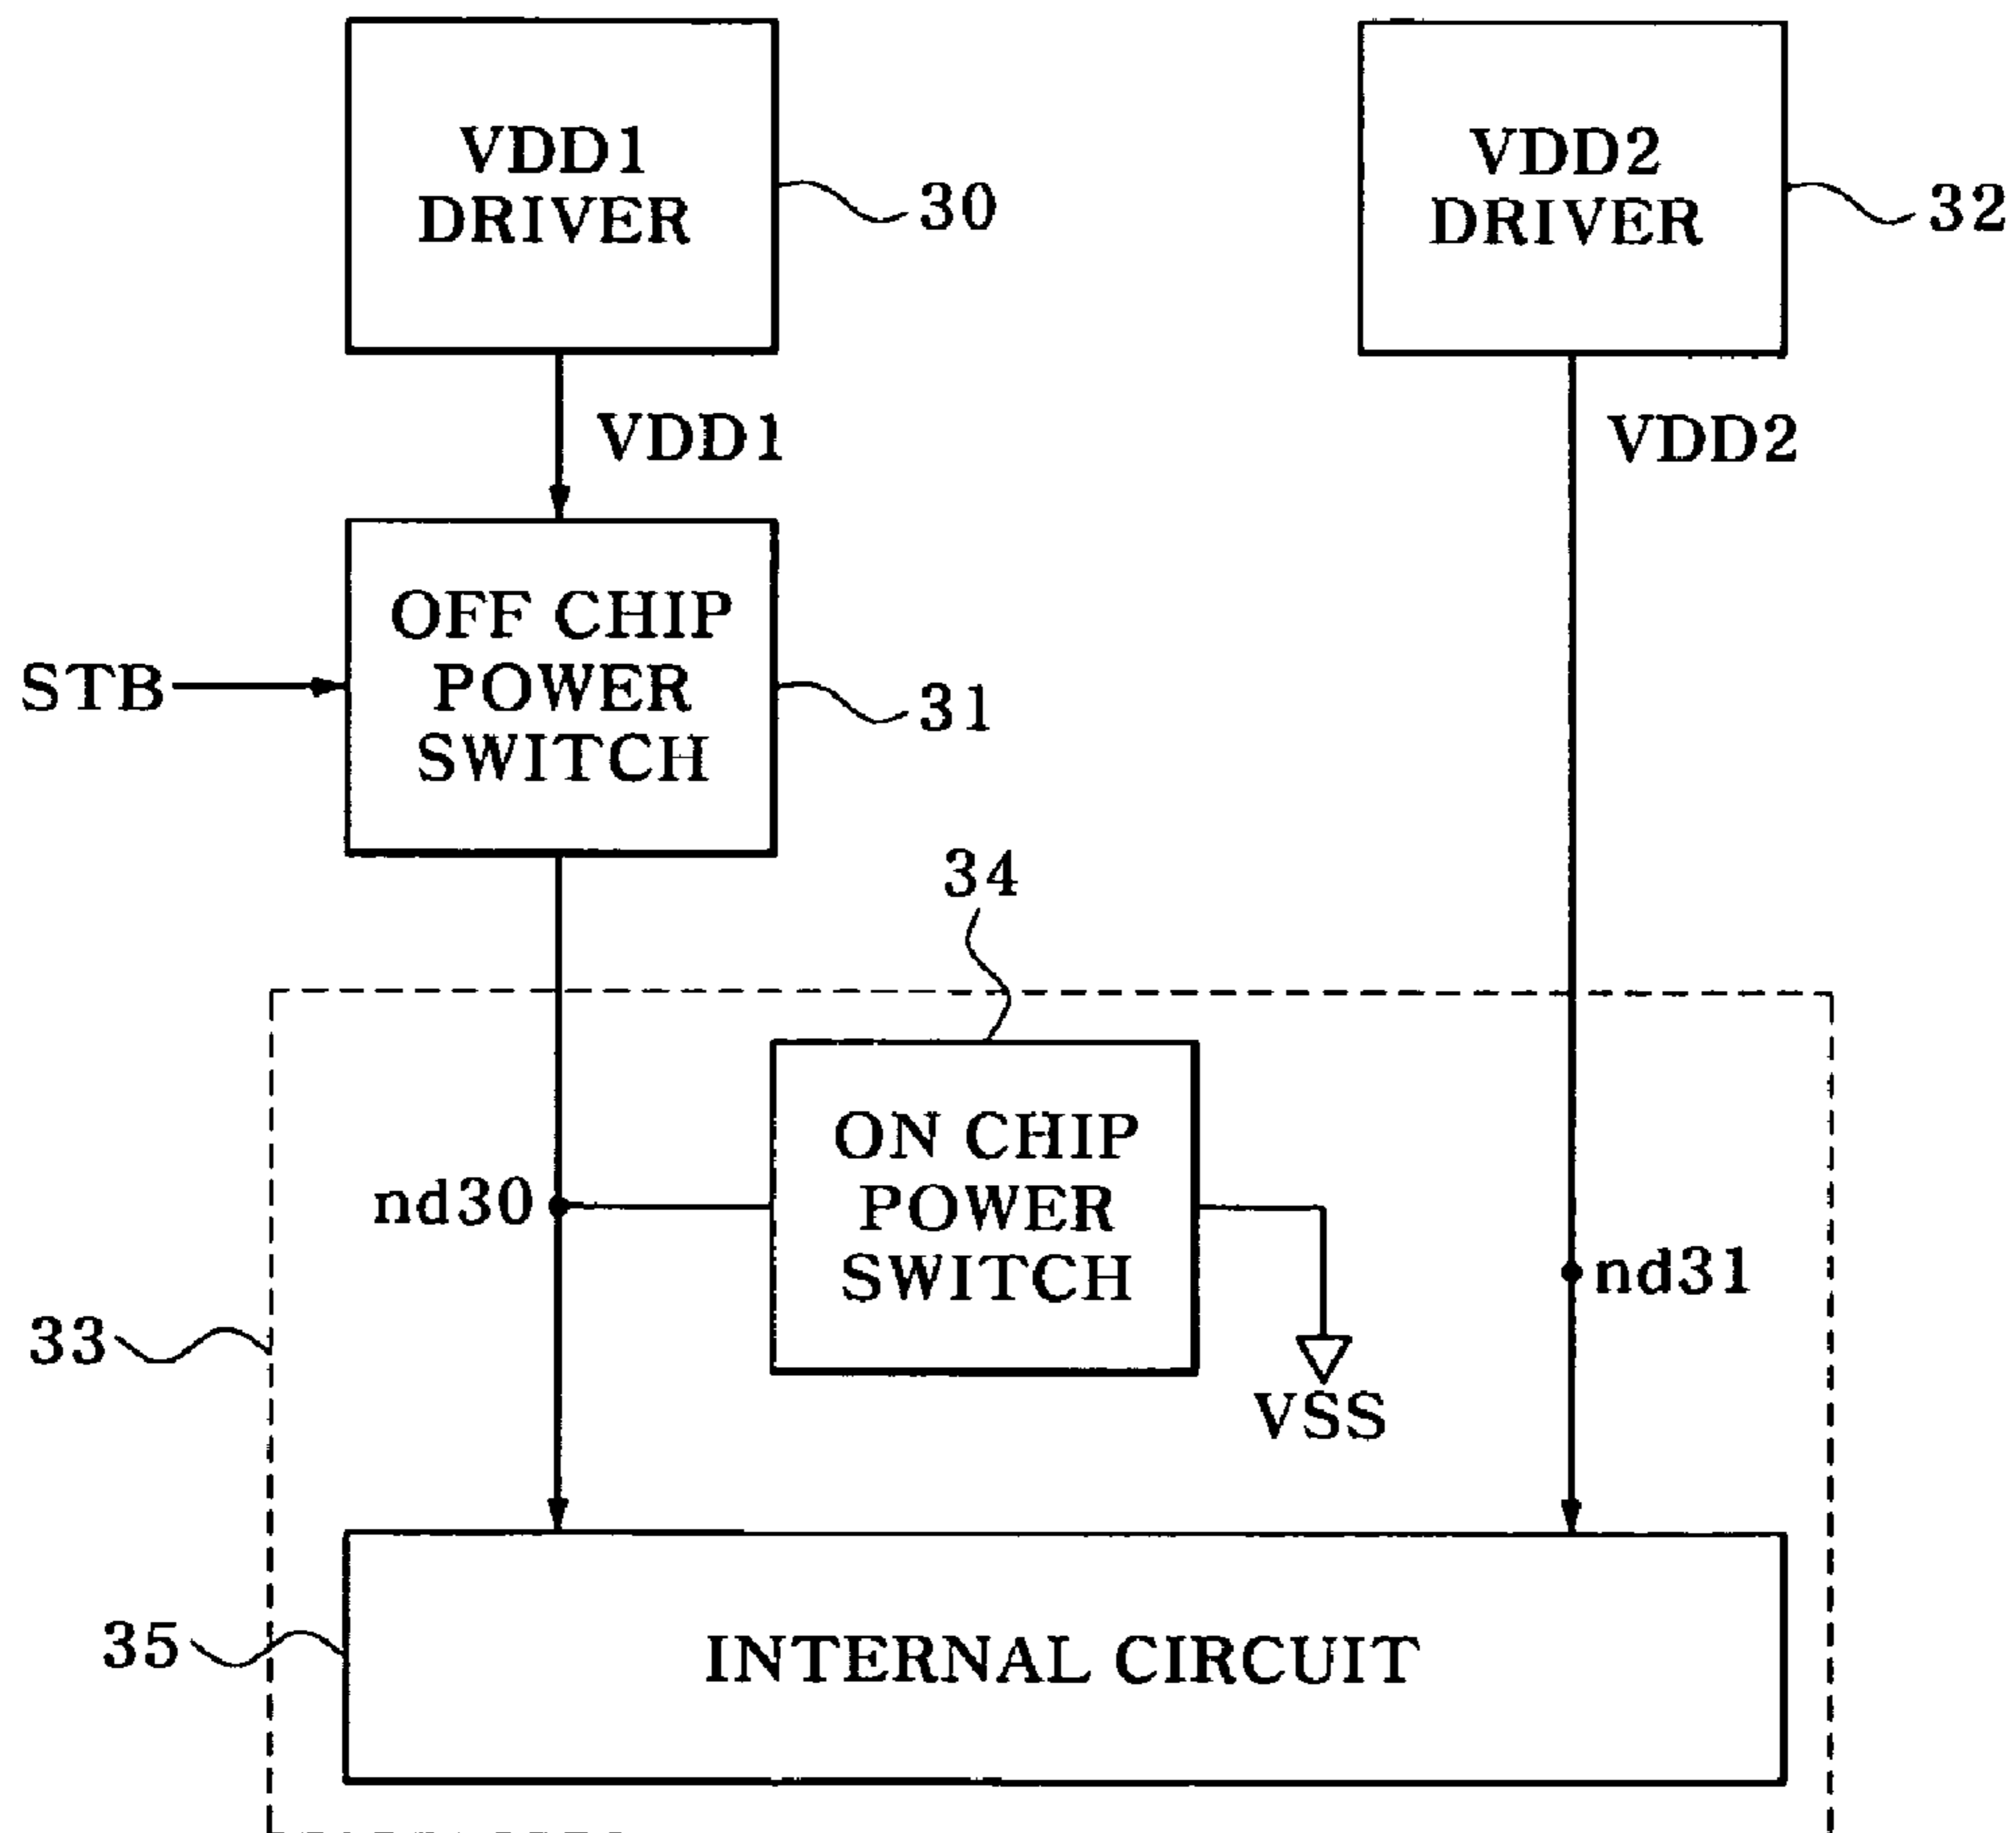 VDD1
DRIVER
30
VDD2
DRIVER
32
VDD1
VDD2
OFF CHIP
POWER
SWITCH
STB
31
34
ON CHIP
POWER
SWITCH
nd30
nd31
33
VSS
35
INTERNAL CIRCUIT